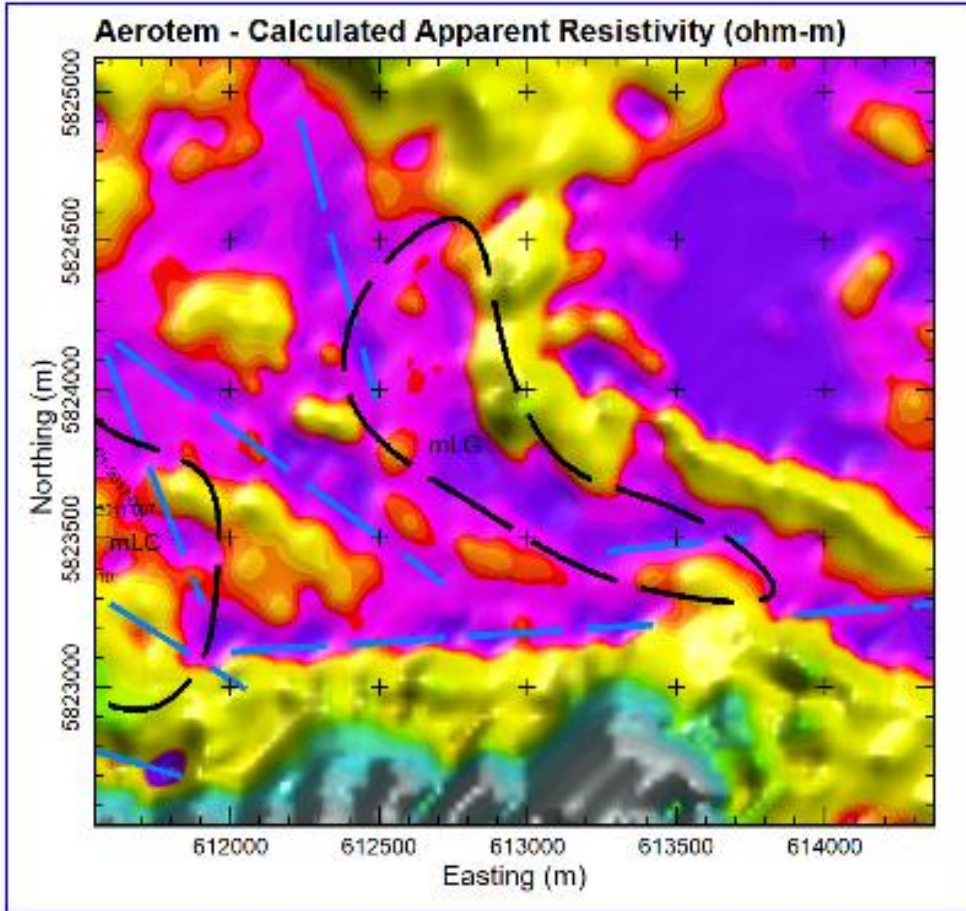 Aerotem - Calculated Apparent Resistivity (ohm-m)
5825000
5824500
5824000
5823500
5823000
Northing (m)
mLG
mLC
612000
612500
613000
613500
614000
Easting (m)